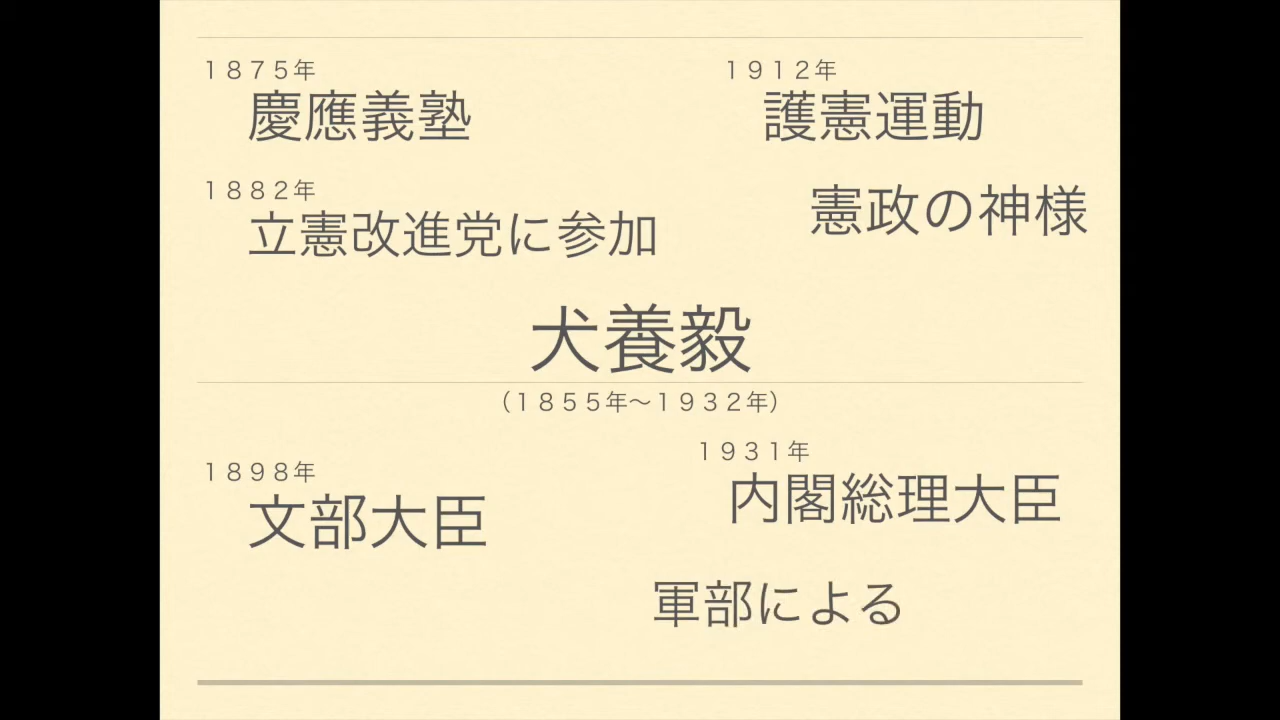 １８７５年
慶應義塾
１８８２年
立憲改進党に参加
１９１２年
護憲運動
憲政の神様
犬養毅
（１８５５年〜１９３２年）
１８９８年
文部大臣
１９３１年
内閣総理大臣
軍部による